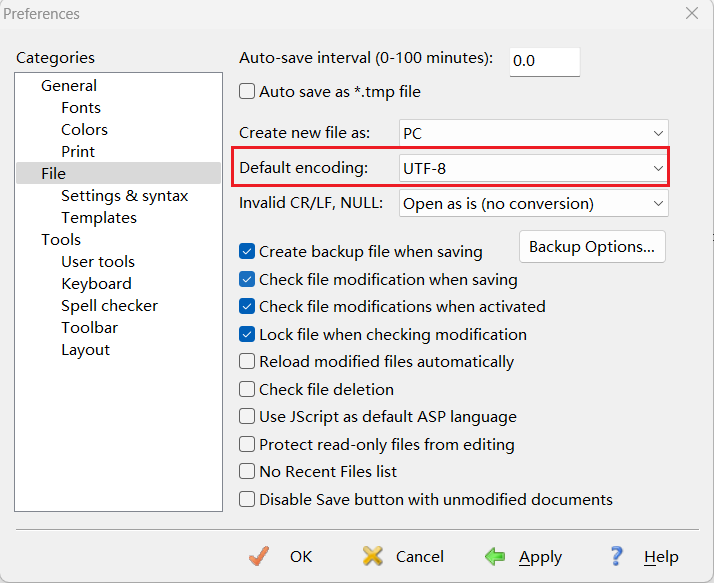 Preferences
Categories
General
Fonts
Colors
Print
File
Settings & syntax
Templates
Tools
User tools
Keyboard
Spell checker
Toolbar
Layout
Auto-save interval (0-100 minutes): 0.0
Auto save as *.tmp file
Create new file as: PC
Default encoding: UTF-8
Invalid CR/LF, NULL: Open as is (no conversion)
Create backup file when saving Backup Options...
Check file modification when saving
Check file modifications when activated
Lock file when checking modification
Reload modified files automatically
Check file deletion
Use JScript as default ASP language
Protect read-only files from editing
No Recent Files list
Disable Save button with unmodified documents
OK Cancel Apply Help